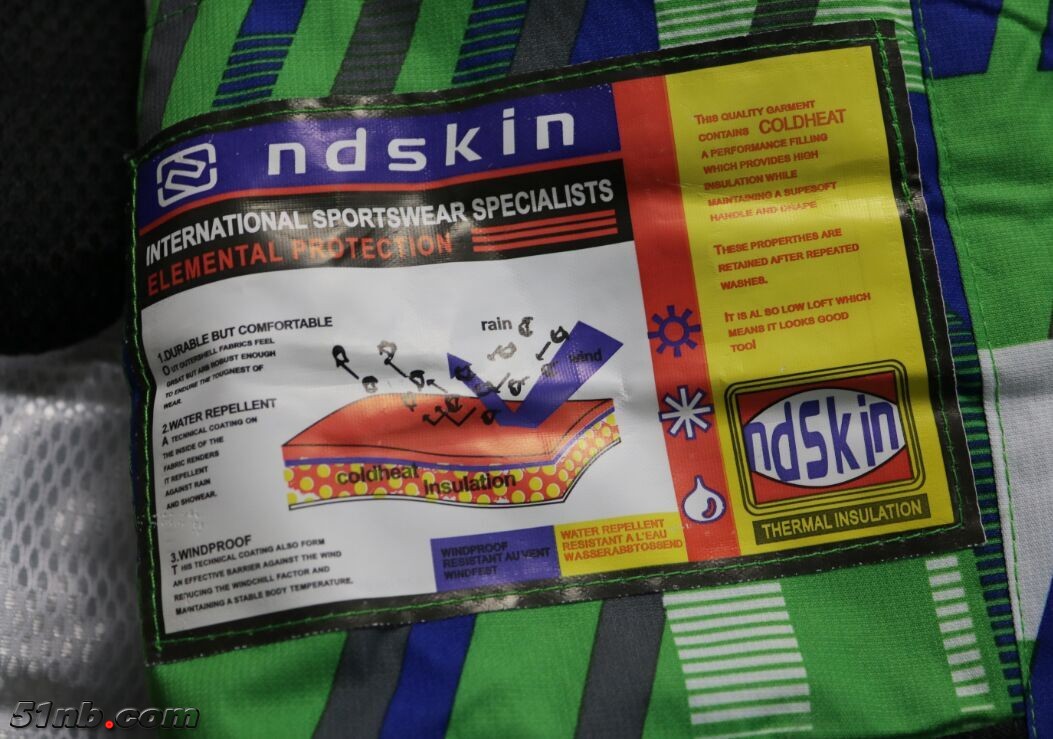 ndskin
INTERNATIONAL SPORTSWEAR SPECIALISTS
ELEMENTAL PROTECTION
1.DURABLE BUT COMFORTABLE
O UT OUTERSHELL FABRICS FEEL
GREAT BUT ARE ROBUST ENOUGH
TO ENDURE THE TOUGNEST OF
WEAR.
2.WATER REPELLENT
A TECHNICAL COATING ON
THE INSIDE OF THE
FABRIC RENDERS
IT REPELLENT
AGAINST RAIN
AND SHOWEAR.
3.WINDPROOF
T HIS TECHNICAL COATING ALSO FORM
AN EFFECTIVE BARRIER AGAINST THE WIND
REDUCING THE WINDCHILL FACTOR AND
MAINTAINING A STABLE BODY TEMPERATURE.
rain
wind
coldheat insulation
WINDPROOF
RESISTANT AU VENT
WINDFEST
WATER REPELLENT
RESISTANT A L'EAU
WASSERABSTOSSEND
THIS QUALITY GARMENT
CONTAINS COLDHEAT
A PERFORMANCE FILLING
WHICH PROVIDES HIGH
INSULATION WHILE
MAINTAINING A SUPESOFT
HANDLE AND DRAPE
THESE PROPERTHES ARE
RETAINED AFTER REPEATED
WASHES.
IT IS AL SO LOW LOFT WHICH
MEANS IT LOOKS GOOD
TOO!
ndskin
THERMAL INSULATION
51nb.com